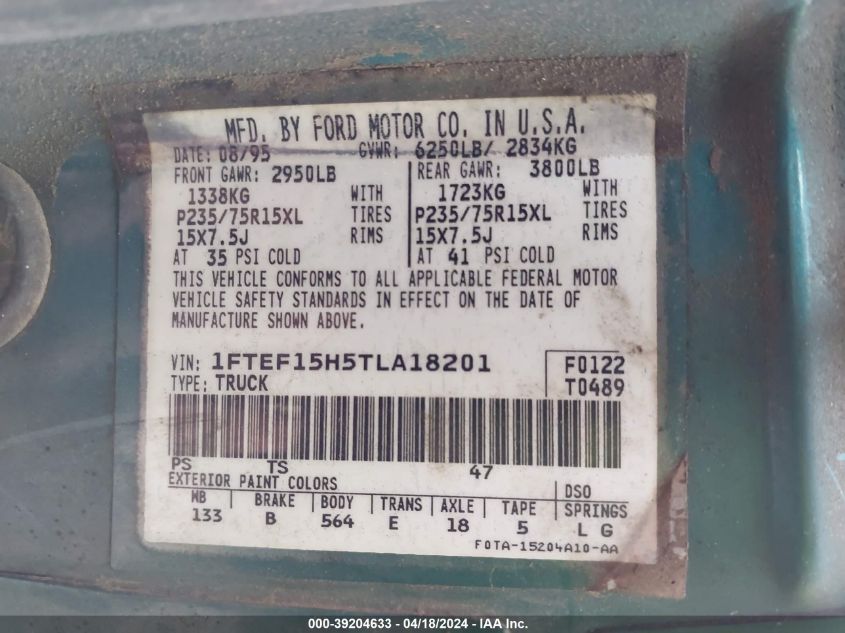 MFD. BY FORD MOTOR CO. IN U.S.A.
DATE: 08/95 GVWR: 6250LB/ 2834KG
FRONT GAWR: 2950LB REAR GAWR: 3800LB
1338KG WITH 1723KG WITH
P235/75R15XL TIRES P235/75R15XL TIRES
15X7.5J RIMS 15X7.5J RIMS
AT 35 PSI COLD AT 41 PSI COLD
THIS VEHICLE CONFORMS TO ALL APPLICABLE FEDERAL MOTOR
VEHICLE SAFETY STANDARDS IN EFFECT ON THE DATE OF
MANUFACTURE SHOWN ABOVE.
VIN: 1FTEF15H5TLA18201 F0122
TYPE: TRUCK T0489
PS TS 47
EXTERIOR PAINT COLORS DSO
WB BRAKE BODY TRANS AXLE TAPE SPRINGS
133 B 564 E 18 5 L G
F0TA-15204A10-AA
000-39204633 - 04/18/2024 - IAA Inc.